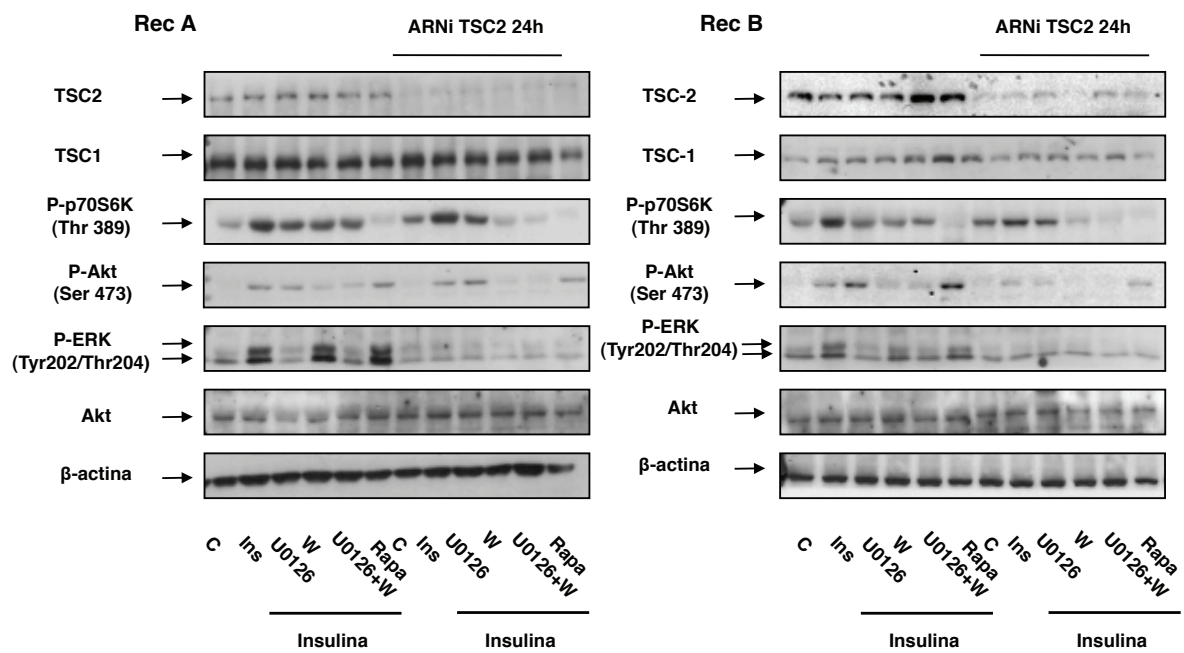 Rec A
ARNi TSC2 24h
TSC2
TSC1
P-p70S6K
(Thr 389)
P-Akt
(Ser 473)
P-ERK
(Tyr202/Thr204)
Akt
β-actina
C
Ins
U0126
W
U0126+W
Rapa
C
Ins
U0126
W
U0126+W
Rapa
Insulina
Insulina
Rec B
ARNi TSC2 24h
TSC-2
TSC-1
P-p70S6K
(Thr 389)
P-Akt
(Ser 473)
P-ERK
(Tyr202/Thr204)
Akt
β-actina
C
Ins
U0126
W
U0126+W
Rapa
C
Ins
U0126
W
U0126+W
Rapa
Insulina
Insulina